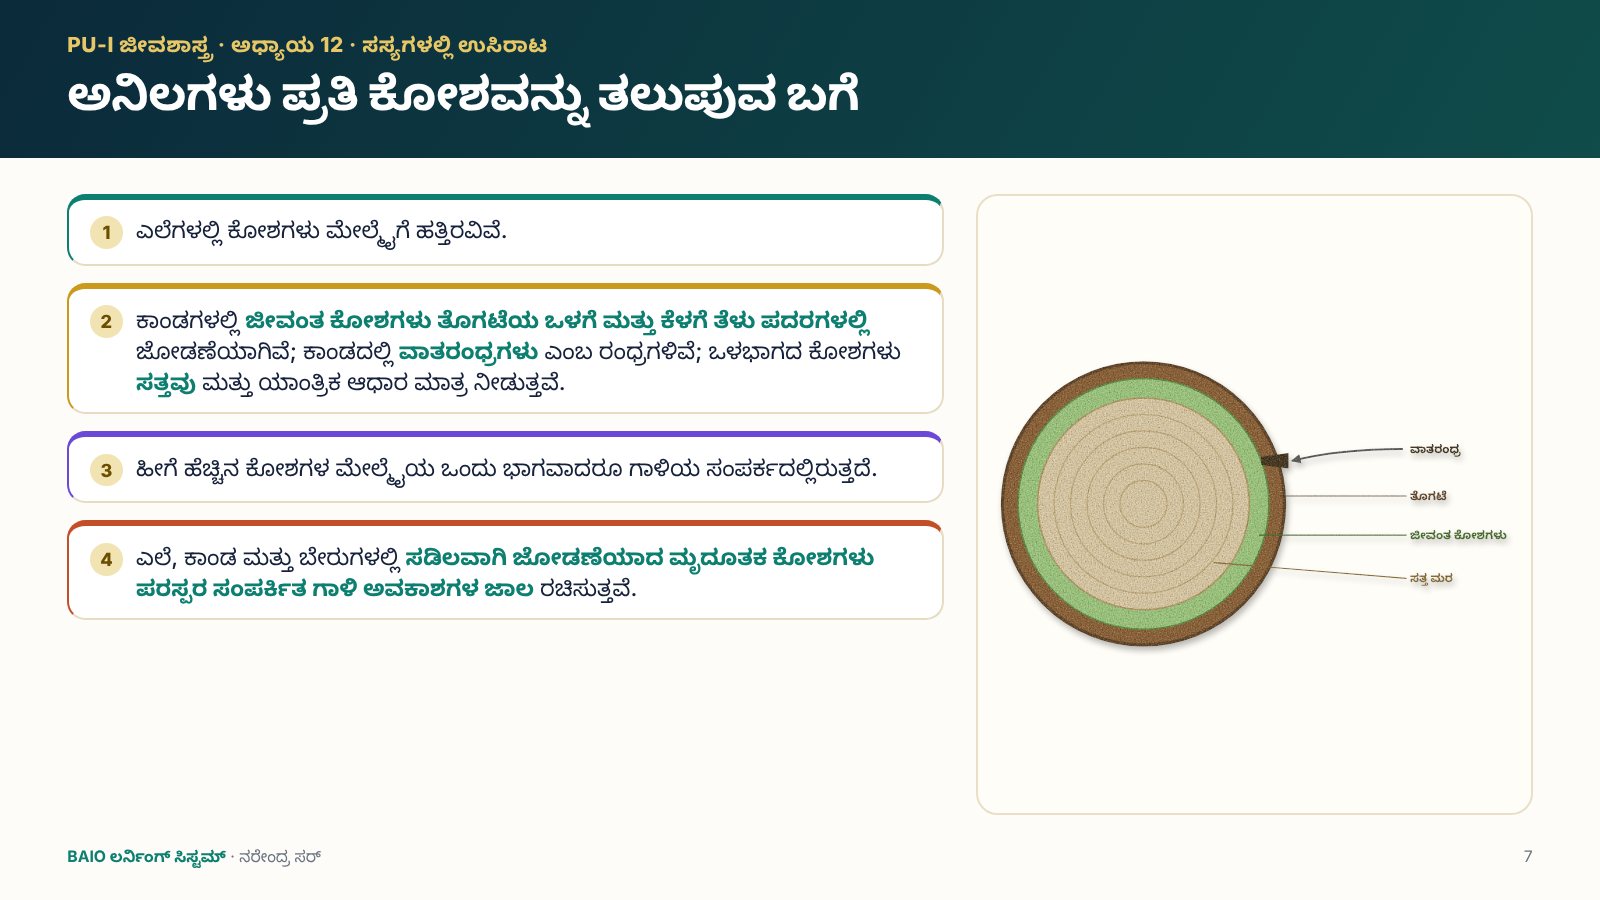 PU-I ಜೀವಶಾಸ್ತ್ರ · ಅಧ್ಯಾಯ 12 · ಸಸ್ಯಗಳಲ್ಲಿ ಉಸಿರಾಟ
ಅನಿಲಗಳು ಪ್ರತಿ ಕೋಶವನ್ನು ತಲುಪುವ ಬಗೆ
1 ಎಲೆಗಳಲ್ಲಿ ಕೋಶಗಳು ಮೇಲ್ಮೈಗೆ ಹತ್ತಿರವಿವೆ.
2 ಕಾಂಡಗಳಲ್ಲಿ ಜೀವಂತ ಕೋಶಗಳು ತೊಗಟೆಯ ಒಳಗೆ ಮತ್ತು ಕೆಳಗೆ ತೆಳು ಪದರಗಳಲ್ಲಿ
ಜೋಡಣೆಯಾಗಿವೆ; ಕಾಂಡದಲ್ಲಿ ವಾತರಂಧ್ರಗಳು ಎಂಬ ರಂಧ್ರಗಳಿವೆ; ಒಳಭಾಗದ ಕೋಶಗಳು
ಸತ್ತವು ಮತ್ತು ಯಾಂತ್ರಿಕ ಆಧಾರ ಮಾತ್ರ ನೀಡುತ್ತವೆ.
3 ಹೀಗೆ ಹೆಚ್ಚಿನ ಕೋಶಗಳ ಮೇಲ್ಮೈಯ ಒಂದು ಭಾಗವಾದರೂ ಗಾಳಿಯ ಸಂಪರ್ಕದಲ್ಲಿರುತ್ತದೆ.
4 ಎಲೆ, ಕಾಂಡ ಮತ್ತು ಬೇರುಗಳಲ್ಲಿ ಸಡಿಲವಾಗಿ ಜೋಡಣೆಯಾದ ಮೃದೂತಕ ಕೋಶಗಳು
ಪರಸ್ಪರ ಸಂಪರ್ಕಿತ ಗಾಳಿ ಅವಕಾಶಗಳ ಜಾಲ ರಚಿಸುತ್ತವೆ.
ವಾತರಂಧ್ರ
ತೊಗಟೆ
ಜೀವಂತ ಕೋಶಗಳು
ಸತ್ತ ಮರ
BAIO ಲರ್ನಿಂಗ್ ಸಿಸ್ಟಮ್ · ನರೇಂದ್ರ ಸರ್
7